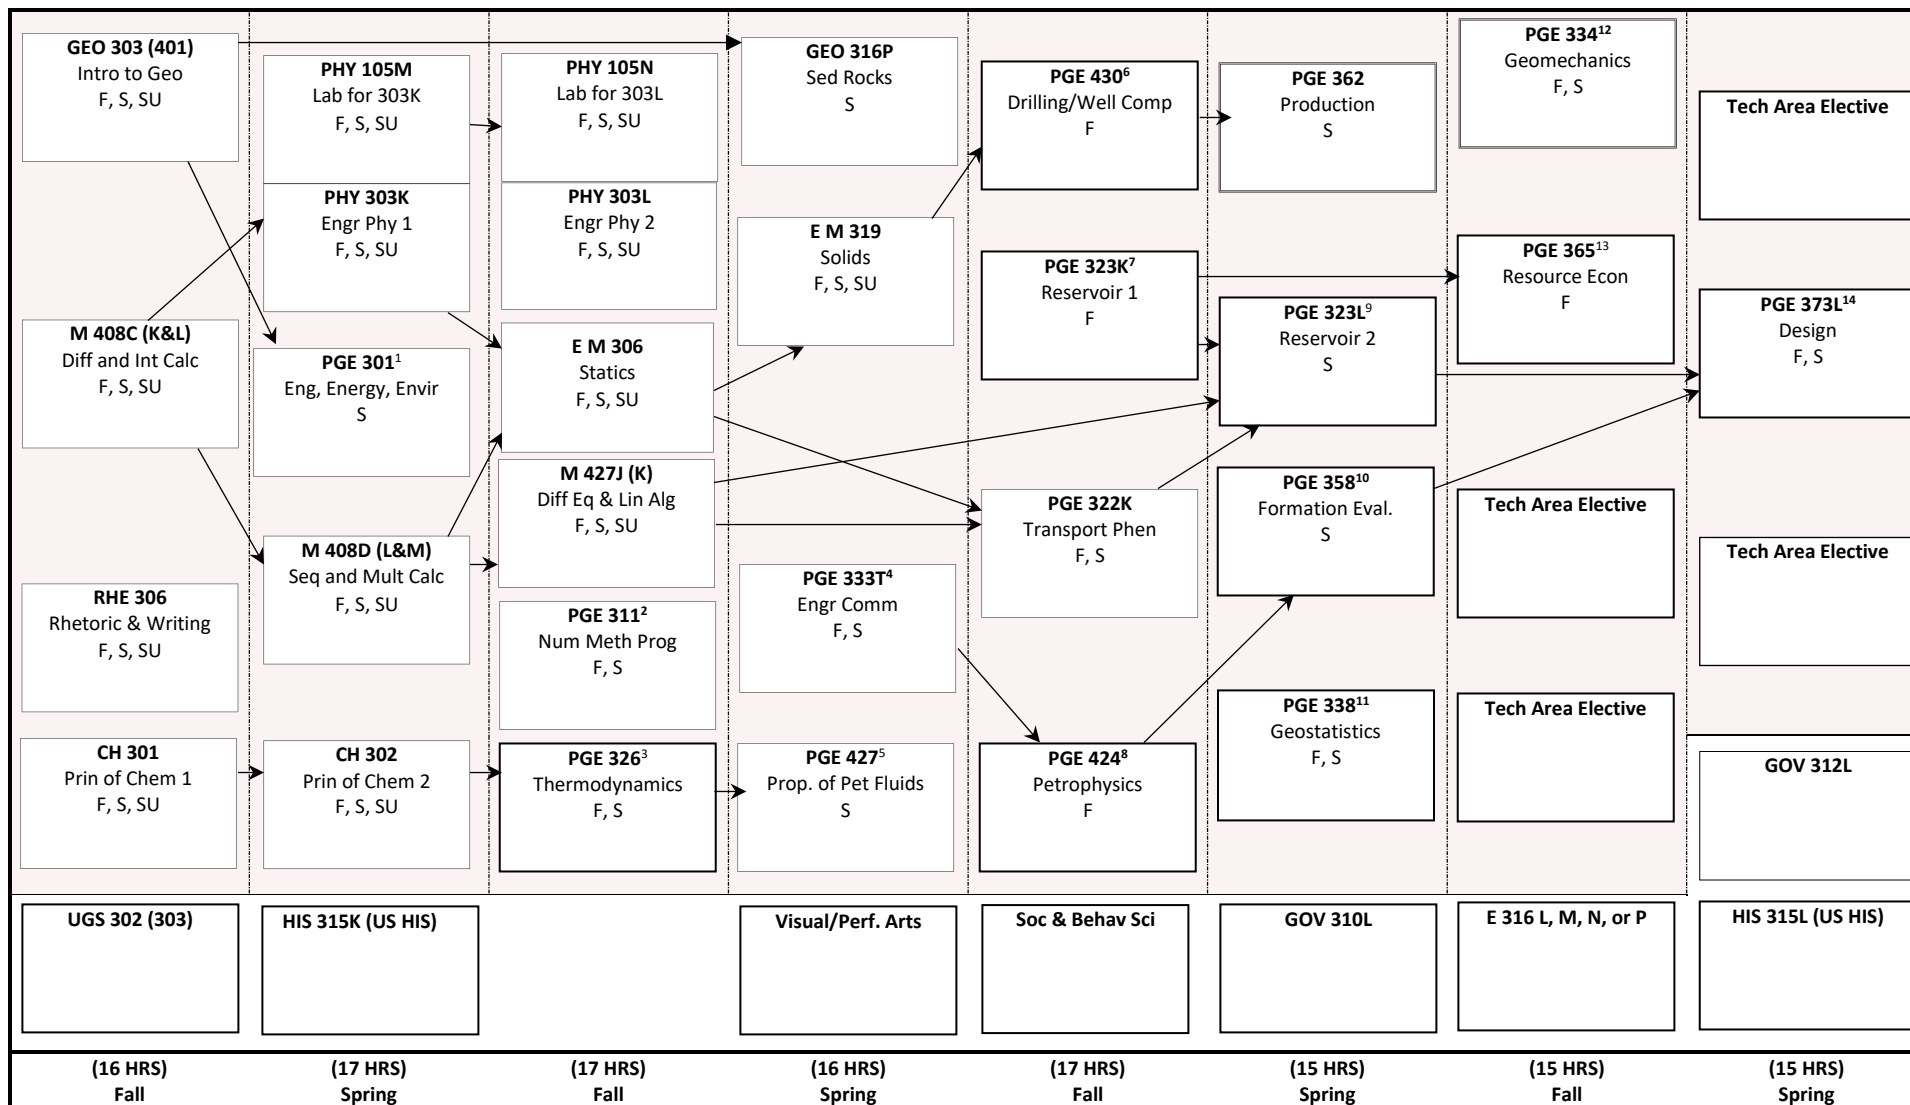 GEO 303 (401)
Intro to Geo
F, S, SU
M 408C (K&L)
Diff and Int Calc
F, S, SU
RHE 306
Rhetoric & Writing
F, S, SU
CH 301
Prin of Chem 1
F, S, SU
UGS 302 (303)
(16 HRS)
Fall
PHY 105M
Lab for 303K
F, S, SU
PHY 303K
Engr Phy 1
F, S, SU
PGE 301¹
Eng, Energy, Envir
S
M 408D (L&M)
Seq and Mult Calc
F, S, SU
CH 302
Prin of Chem 2
F, S, SU
HIS 315K (US HIS)
(17 HRS)
Spring
PHY 105N
Lab for 303L
F, S, SU
PHY 303L
Engr Phy 2
F, S, SU
E M 306
Statics
F, S, SU
M 427J (K)
Diff Eq & Lin Alg
F, S, SU
PGE 311²
Num Meth Prog
F, S
PGE 326³
Thermodynamics
F, S
(17 HRS)
Fall
GEO 316P
Sed Rocks
S
E M 319
Solids
F, S, SU
PGE 333T⁴
Engr Comm
F, S
PGE 427⁵
Prop. of Pet Fluids
S
Visual/Perf. Arts
(16 HRS)
Spring
PGE 430⁶
Drilling/Well Comp
F
PGE 323K⁷
Reservoir 1
F
PGE 322K
Transport Phen
F, S
PGE 424⁸
Petrophysics
F
Soc & Behav Sci
(17 HRS)
Fall
PGE 362
Production
S
PGE 323L⁹
Reservoir 2
S
PGE 358¹⁰
Formation Eval.
S
PGE 338¹¹
Geostatistics
F, S
GOV 310L
(15 HRS)
Spring
PGE 334¹²
Geomechanics
F, S
PGE 365¹³
Resource Econ
F
Tech Area Elective
Tech Area Elective
E 316 L, M, N, or P
(15 HRS)
Fall
Tech Area Elective
PGE 373L¹⁴
Design
F, S
Tech Area Elective
GOV 312L
HIS 315L (US HIS)
(15 HRS)
Spring